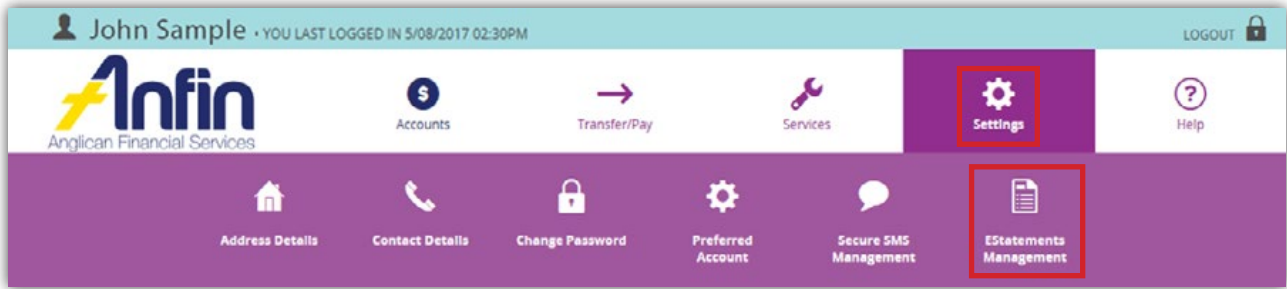 John Sample • YOU LAST LOGGED IN 5/08/2017 02:30PM
LOGOUT
Anfin
Anglican Financial Services
$
Accounts
Transfer/Pay
Services
Settings
?
Help
Address Details
Contact Details
Change Password
Preferred
Account
Secure SMS
Management
EStatements
Management